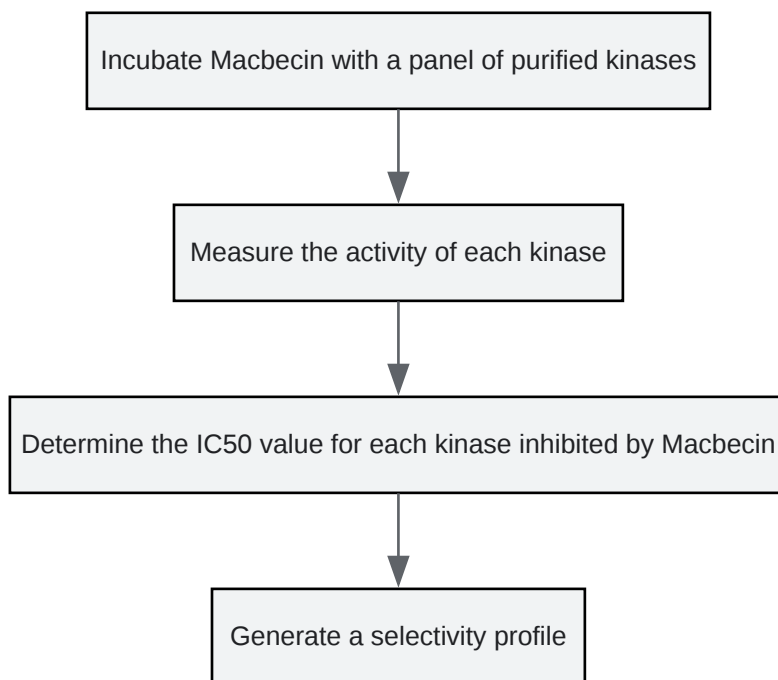 Incubate Macbecin with a panel of purified kinases
Measure the activity of each kinase
Determine the IC50 value for each kinase inhibited by Macbecin
Generate a selectivity profile